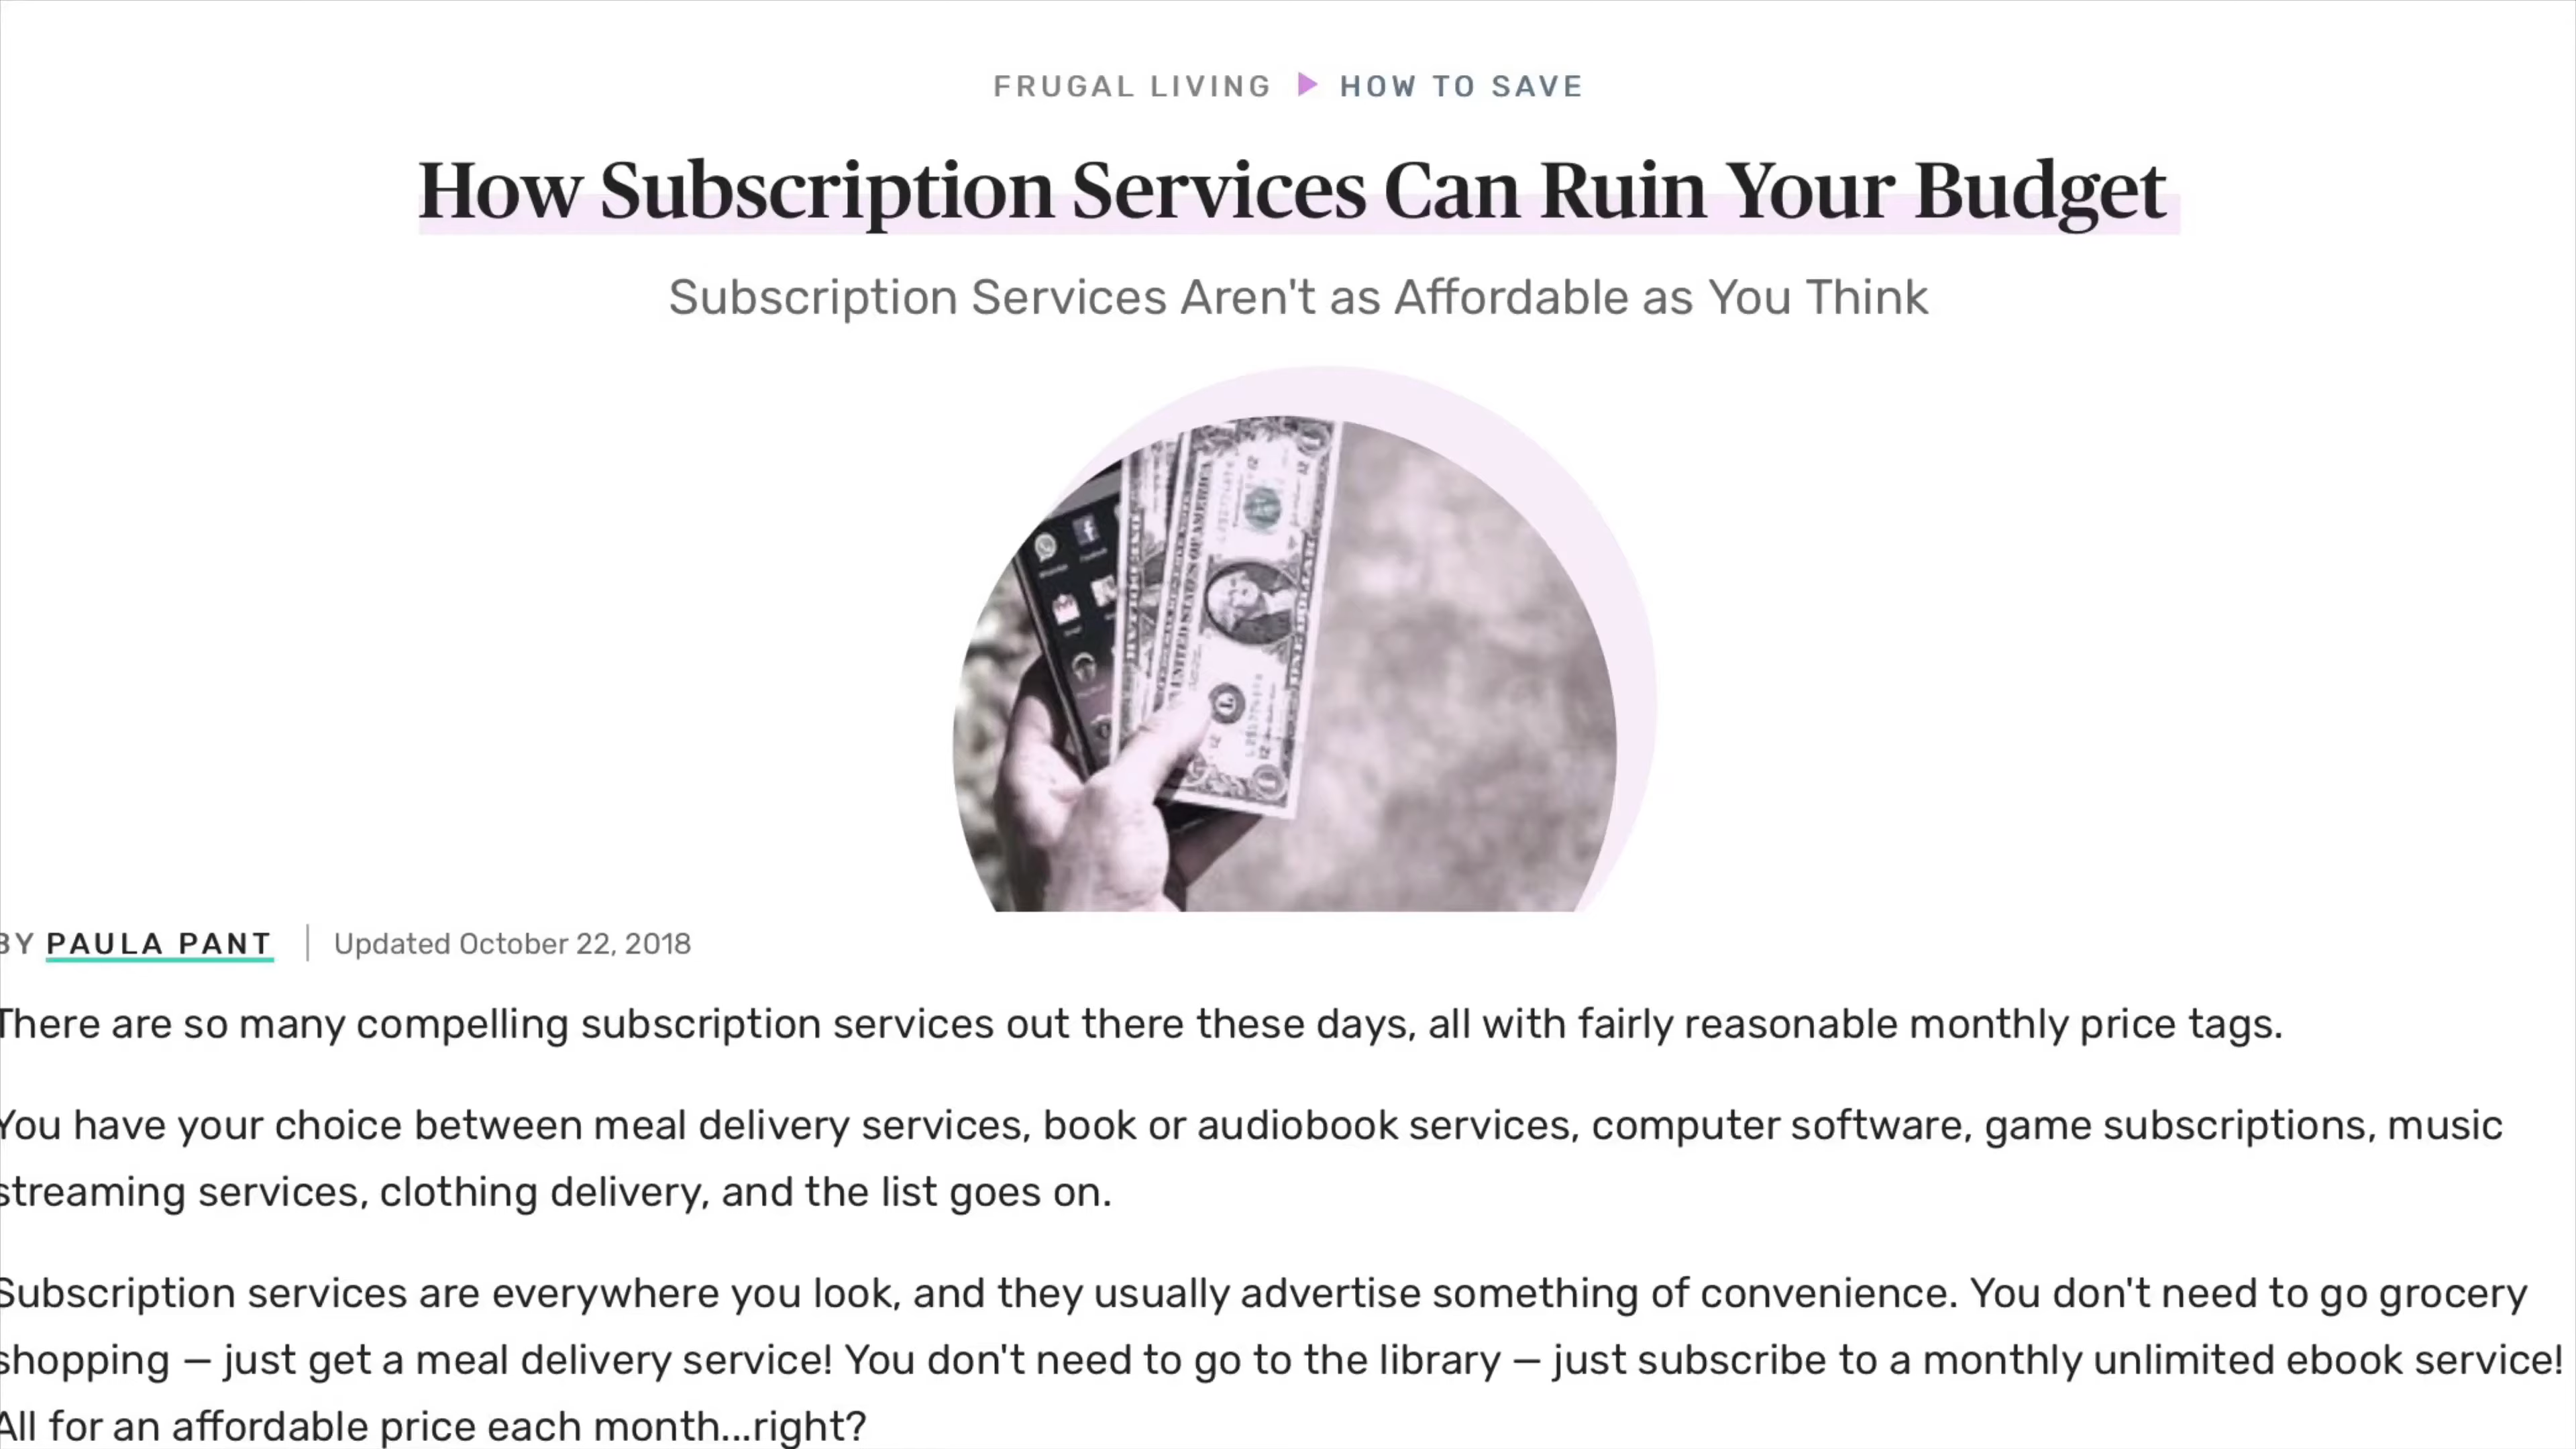 FRUGAL LIVING ▶ HOW TO SAVE
How Subscription Services Can Ruin Your Budget
Subscription Services Aren't as Affordable as You Think
BY PAULA PANT | Updated October 22, 2018
There are so many compelling subscription services out there these days, all with fairly reasonable monthly price tags.
You have your choice between meal delivery services, book or audiobook services, computer software, game subscriptions, music
streaming services, clothing delivery, and the list goes on.
Subscription services are everywhere you look, and they usually advertise something of convenience. You don't need to go grocery
shopping — just get a meal delivery service! You don't need to go to the library — just subscribe to a monthly unlimited ebook service!
All for an affordable price each month...right?